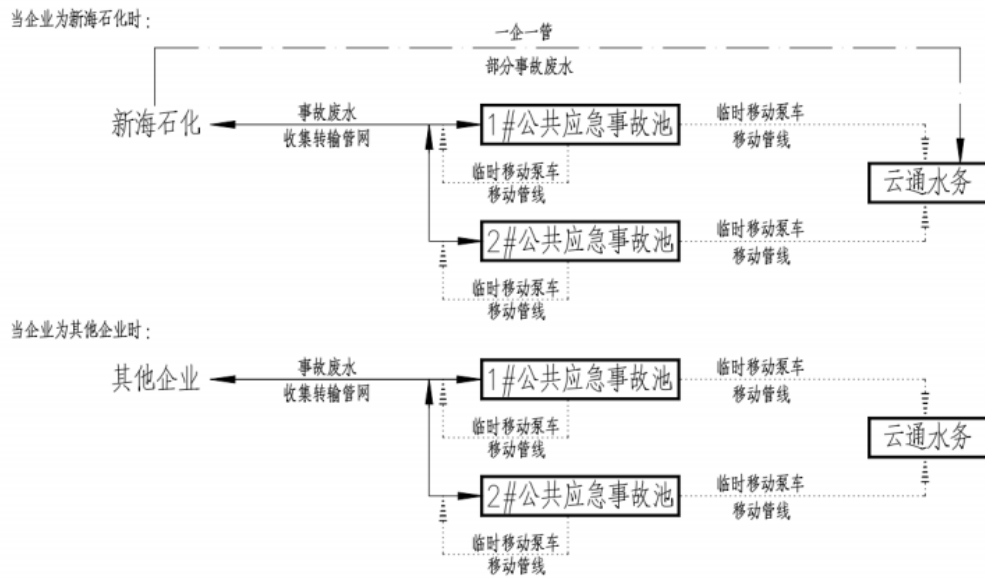 当企业为新海石化时：
一企一管
部分事故废水
新海石化
事故废水
收集转输管网
1#公共应急事故池
临时移动泵车
移动管线
临时移动泵车
移动管线
云通水务
2#公共应急事故池
临时移动泵车
移动管线
临时移动泵车
移动管线
当企业为其他企业时：
其他企业
事故废水
收集转输管网
1#公共应急事故池
临时移动泵车
移动管线
临时移动泵车
移动管线
云通水务
2#公共应急事故池
临时移动泵车
移动管线
临时移动泵车
移动管线